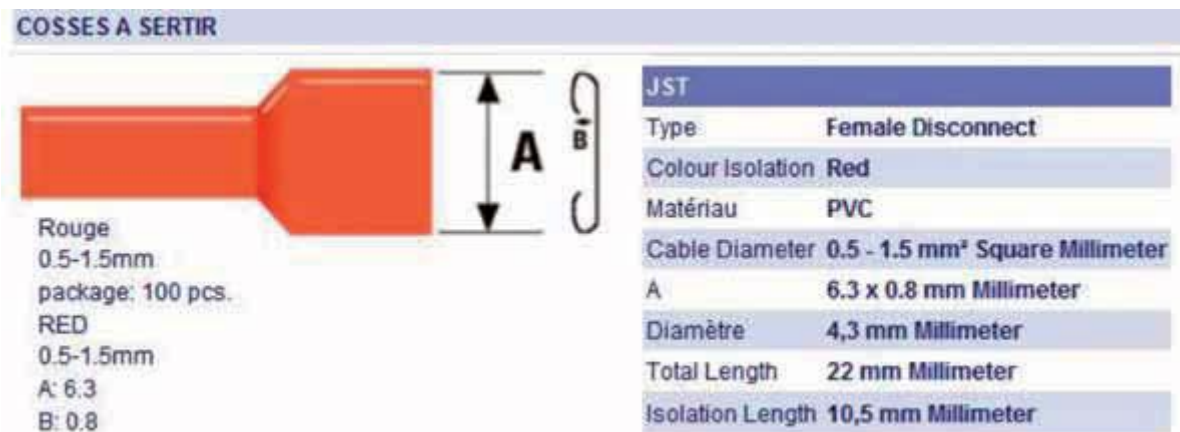 COSSES A SERTIR
A
B
Rouge
0.5-1.5mm
package: 100 pcs.
RED
0.5-1.5mm
A: 6.3
B: 0.8
JST
Type Female Disconnect
Colour Isolation Red
Matériau PVC
Cable Diameter 0.5 - 1.5 mm² Square Millimeter
A 6.3 x 0.8 mm Millimeter
Diamètre 4,3 mm Millimeter
Total Length 22 mm Millimeter
Isolation Length 10,5 mm Millimeter